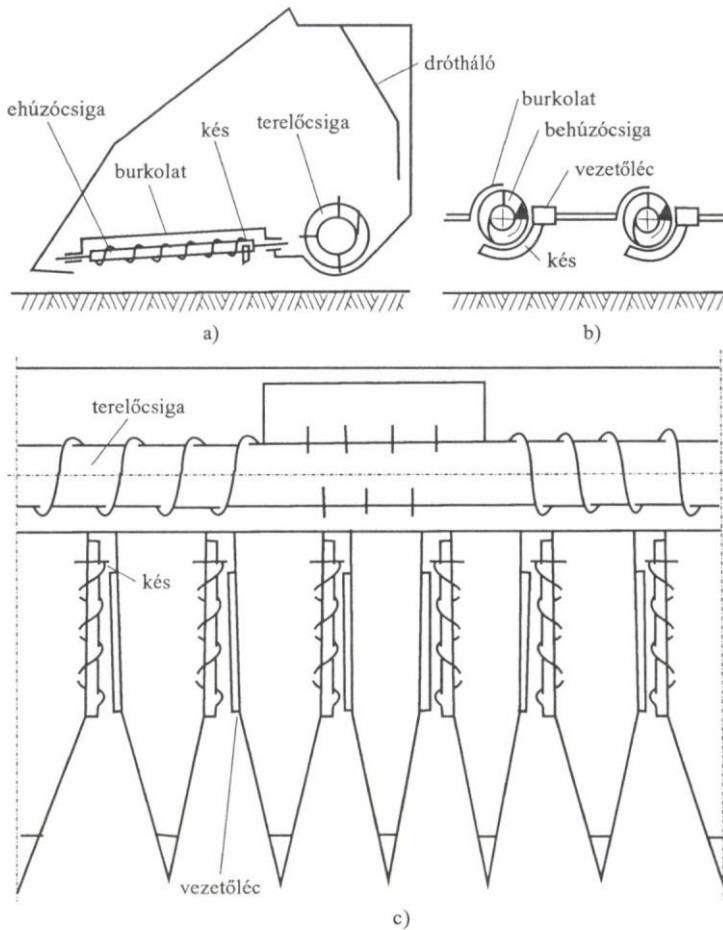 drótháló
ehúzócsiga
kés
terelőcsiga
burkolat
a)
burkolat
behúzócsiga
vezetőléc
kés
b)
terelőcsiga
kés
vezetőléc
c)